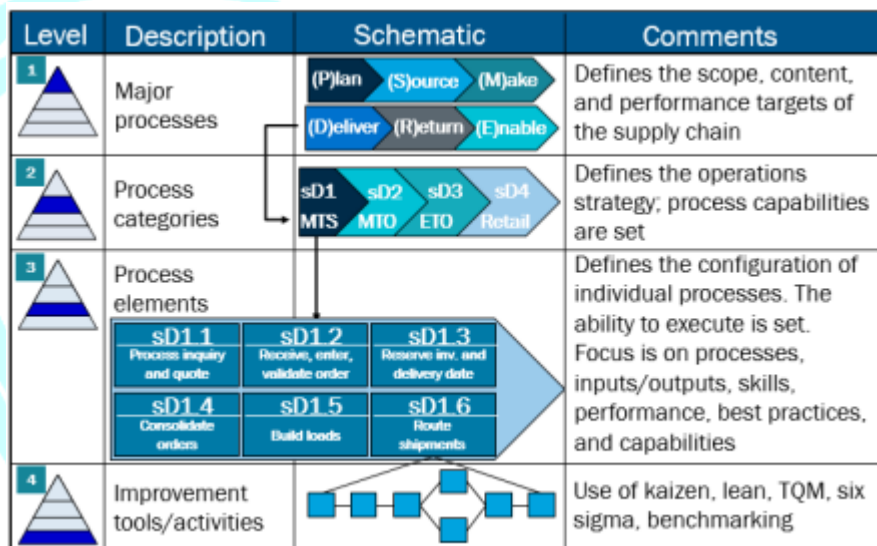 Level Description Schematic Comments
1
Major
processes
(P)lan (S)ource (M)ake
(D)eliver (R)eturn (E)nable
Defines the scope, content,
and performance targets of
the supply chain
2
Process
categories
sD1 sD2 sD3 sD4
MTS MTO ETO Retail
Defines the operations
strategy; process capabilities
are set
3
Process
elements
sD1.1
Process inquiry
and quote
sD1.2
Receive, enter,
validate order
sD1.3
Reserve inv. and
delivery date
sD1.4
Consolidate
orders
sD1.5
Build loads
sD1.6
Route
shipments
Defines the configuration of
individual processes. The
ability to execute is set.
Focus is on processes,
inputs/outputs, skills,
performance, best practices,
and capabilities
4
Improvement
tools/activities
Use of kaizen, lean, TQM, six
sigma, benchmarking